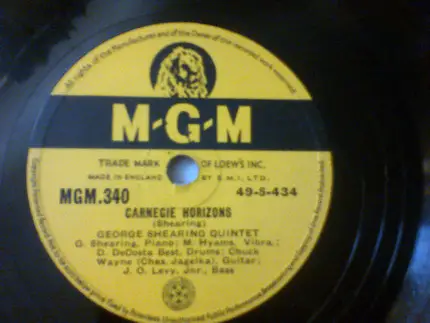 All rights of the Manufacturer and of the Owner of the recorded work reserved.
M-G-M
TRADE MARK OF LOEW'S INC.
MADE IN ENGLAND BY E.M.I. LTD.
MGM.340 49-S-434
CARNEGIE HORIZONS
(Shearing)
GEORGE SHEARING QUINTET
G. Shearing, Piano; M. Hyams, Vibra.;
D. DeCosta Best, Drums; Chuck
Wayne (Chas. Jagelka), Guitar;
J. O. Levy, Jnr., Bass